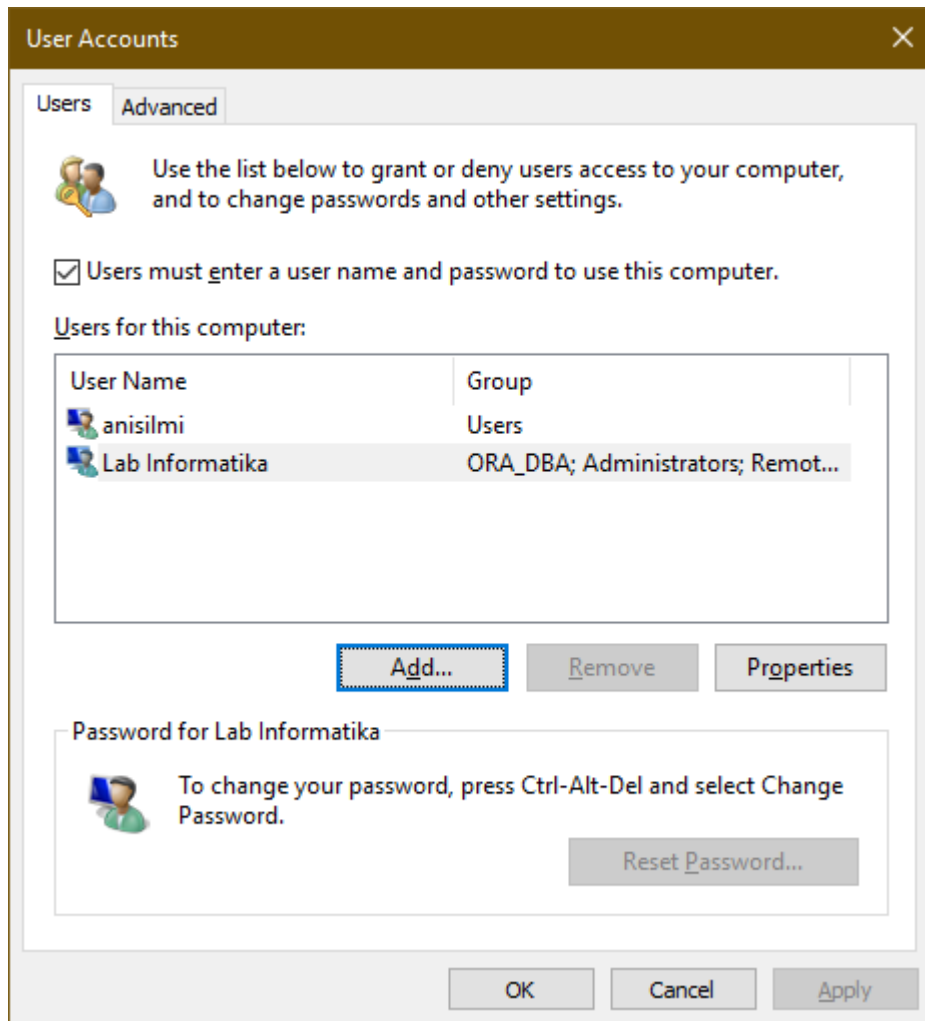 User Accounts
Users
Advanced
Use the list below to grant or deny users access to your computer,
and to change passwords and other settings.
Users must enter a user name and password to use this computer.
Users for this computer:
User Name Group
anisilmi Users
Lab Informatika ORA_DBA; Administrators; Remot...
Add... Remove Properties
Password for Lab Informatika
To change your password, press Ctrl-Alt-Del and select Change
Password.
Reset Password...
OK Cancel Apply